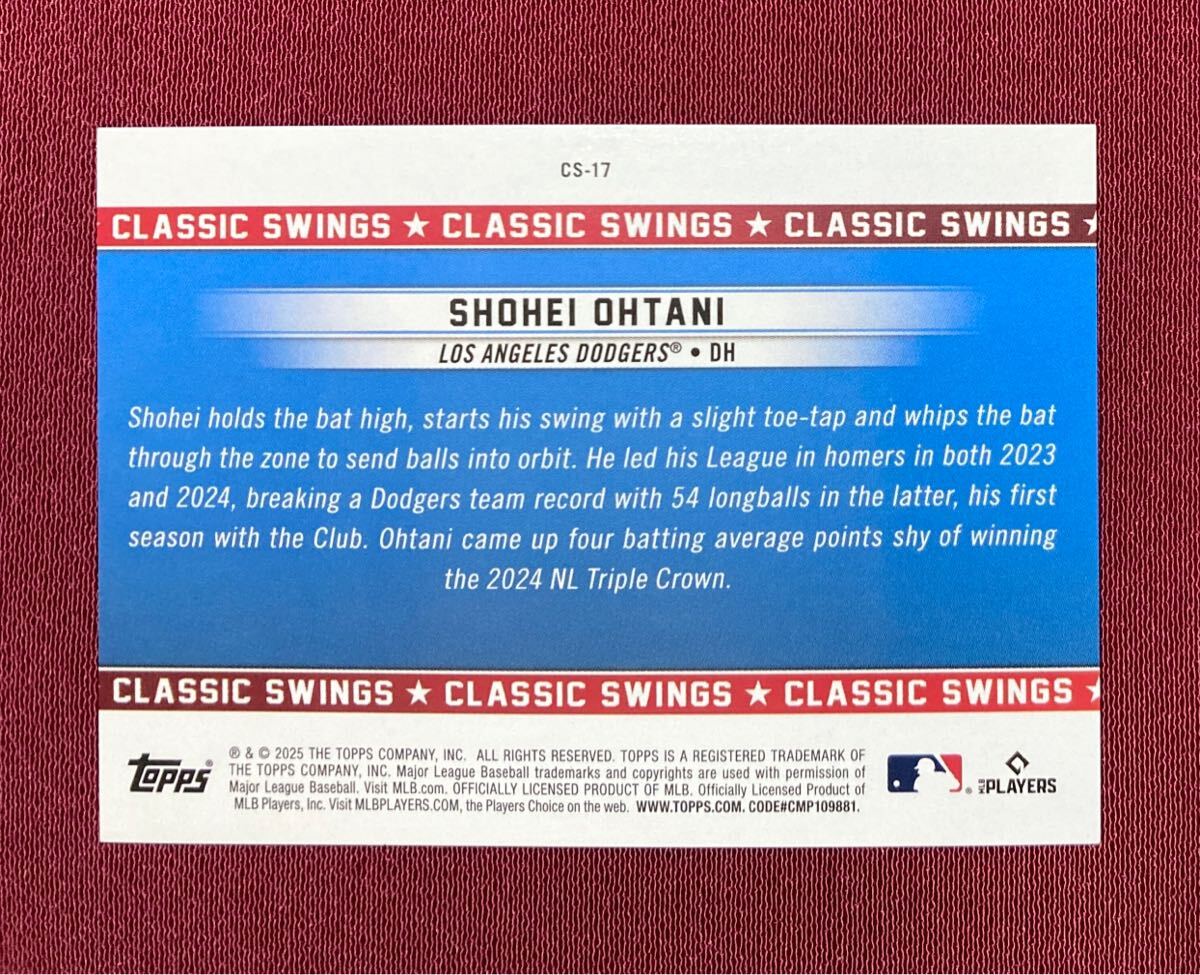 CS-17
CLASSIC SWINGS ★ CLASSIC SWINGS ★ CLASSIC SWINGS ★
SHOHEI OHTANI
LOS ANGELES DODGERS® • DH
Shohei holds the bat high, starts his swing with a slight toe-tap and whips the bat
through the zone to send balls into orbit. He led his League in homers in both 2023
and 2024, breaking a Dodgers team record with 54 longballs in the latter, his first
season with the Club. Ohtani came up four batting average points shy of winning
the 2024 NL Triple Crown.
CLASSIC SWINGS ★ CLASSIC SWINGS ★ CLASSIC SWINGS ★
topps®
® & © 2025 THE TOPPS COMPANY, INC. ALL RIGHTS RESERVED. TOPPS IS A REGISTERED TRADEMARK OF
THE TOPPS COMPANY, INC. Major League Baseball trademarks and copyrights are used with permission of
Major League Baseball. Visit MLB.com. OFFICIALLY LICENSED PRODUCT OF MLB. Officially Licensed Product of
MLB Players, Inc. Visit MLBPLAYERS.COM, the Players Choice on the web. WWW.TOPPS.COM. CODE#CMP109881.
®
MLB PLAYERS